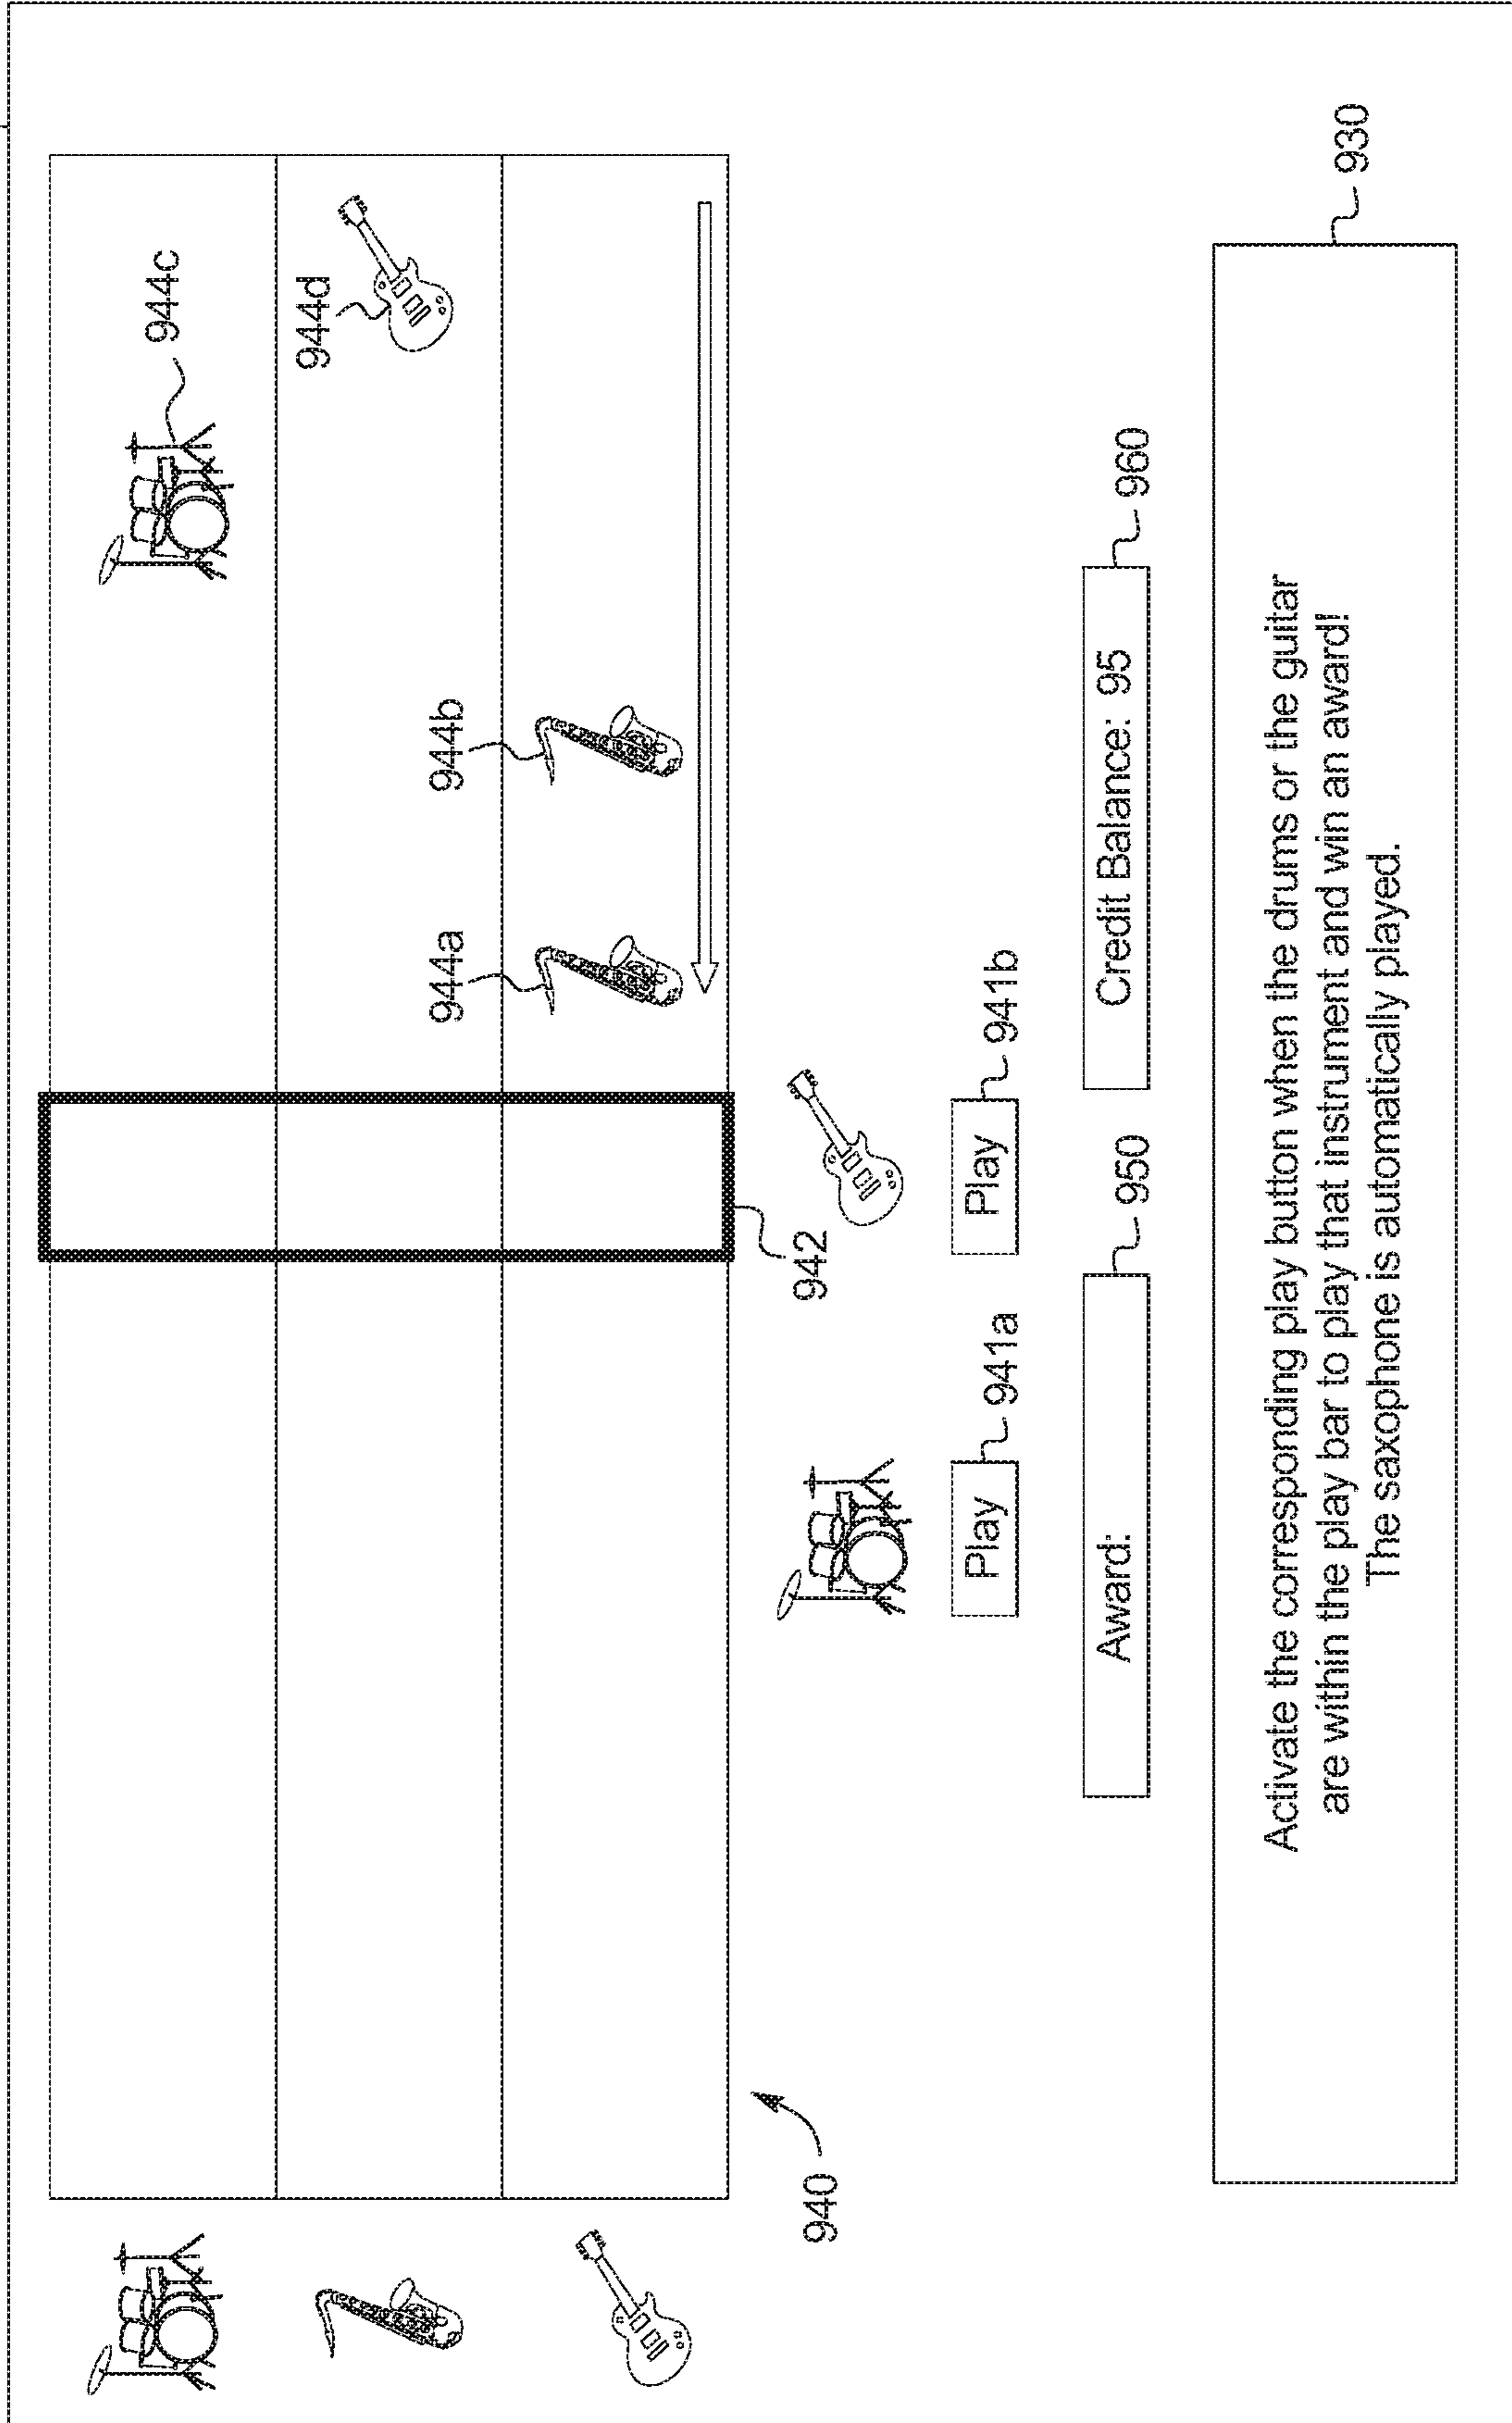 944c
944d
944b
944a
942
940
Play
941a
Play
941b
Award:
950
Credit Balance: 95
960
Activate the corresponding play button when the drums or the guitar
are within the play bar to play that instrument and win an award!
The saxophone is automatically played.
930